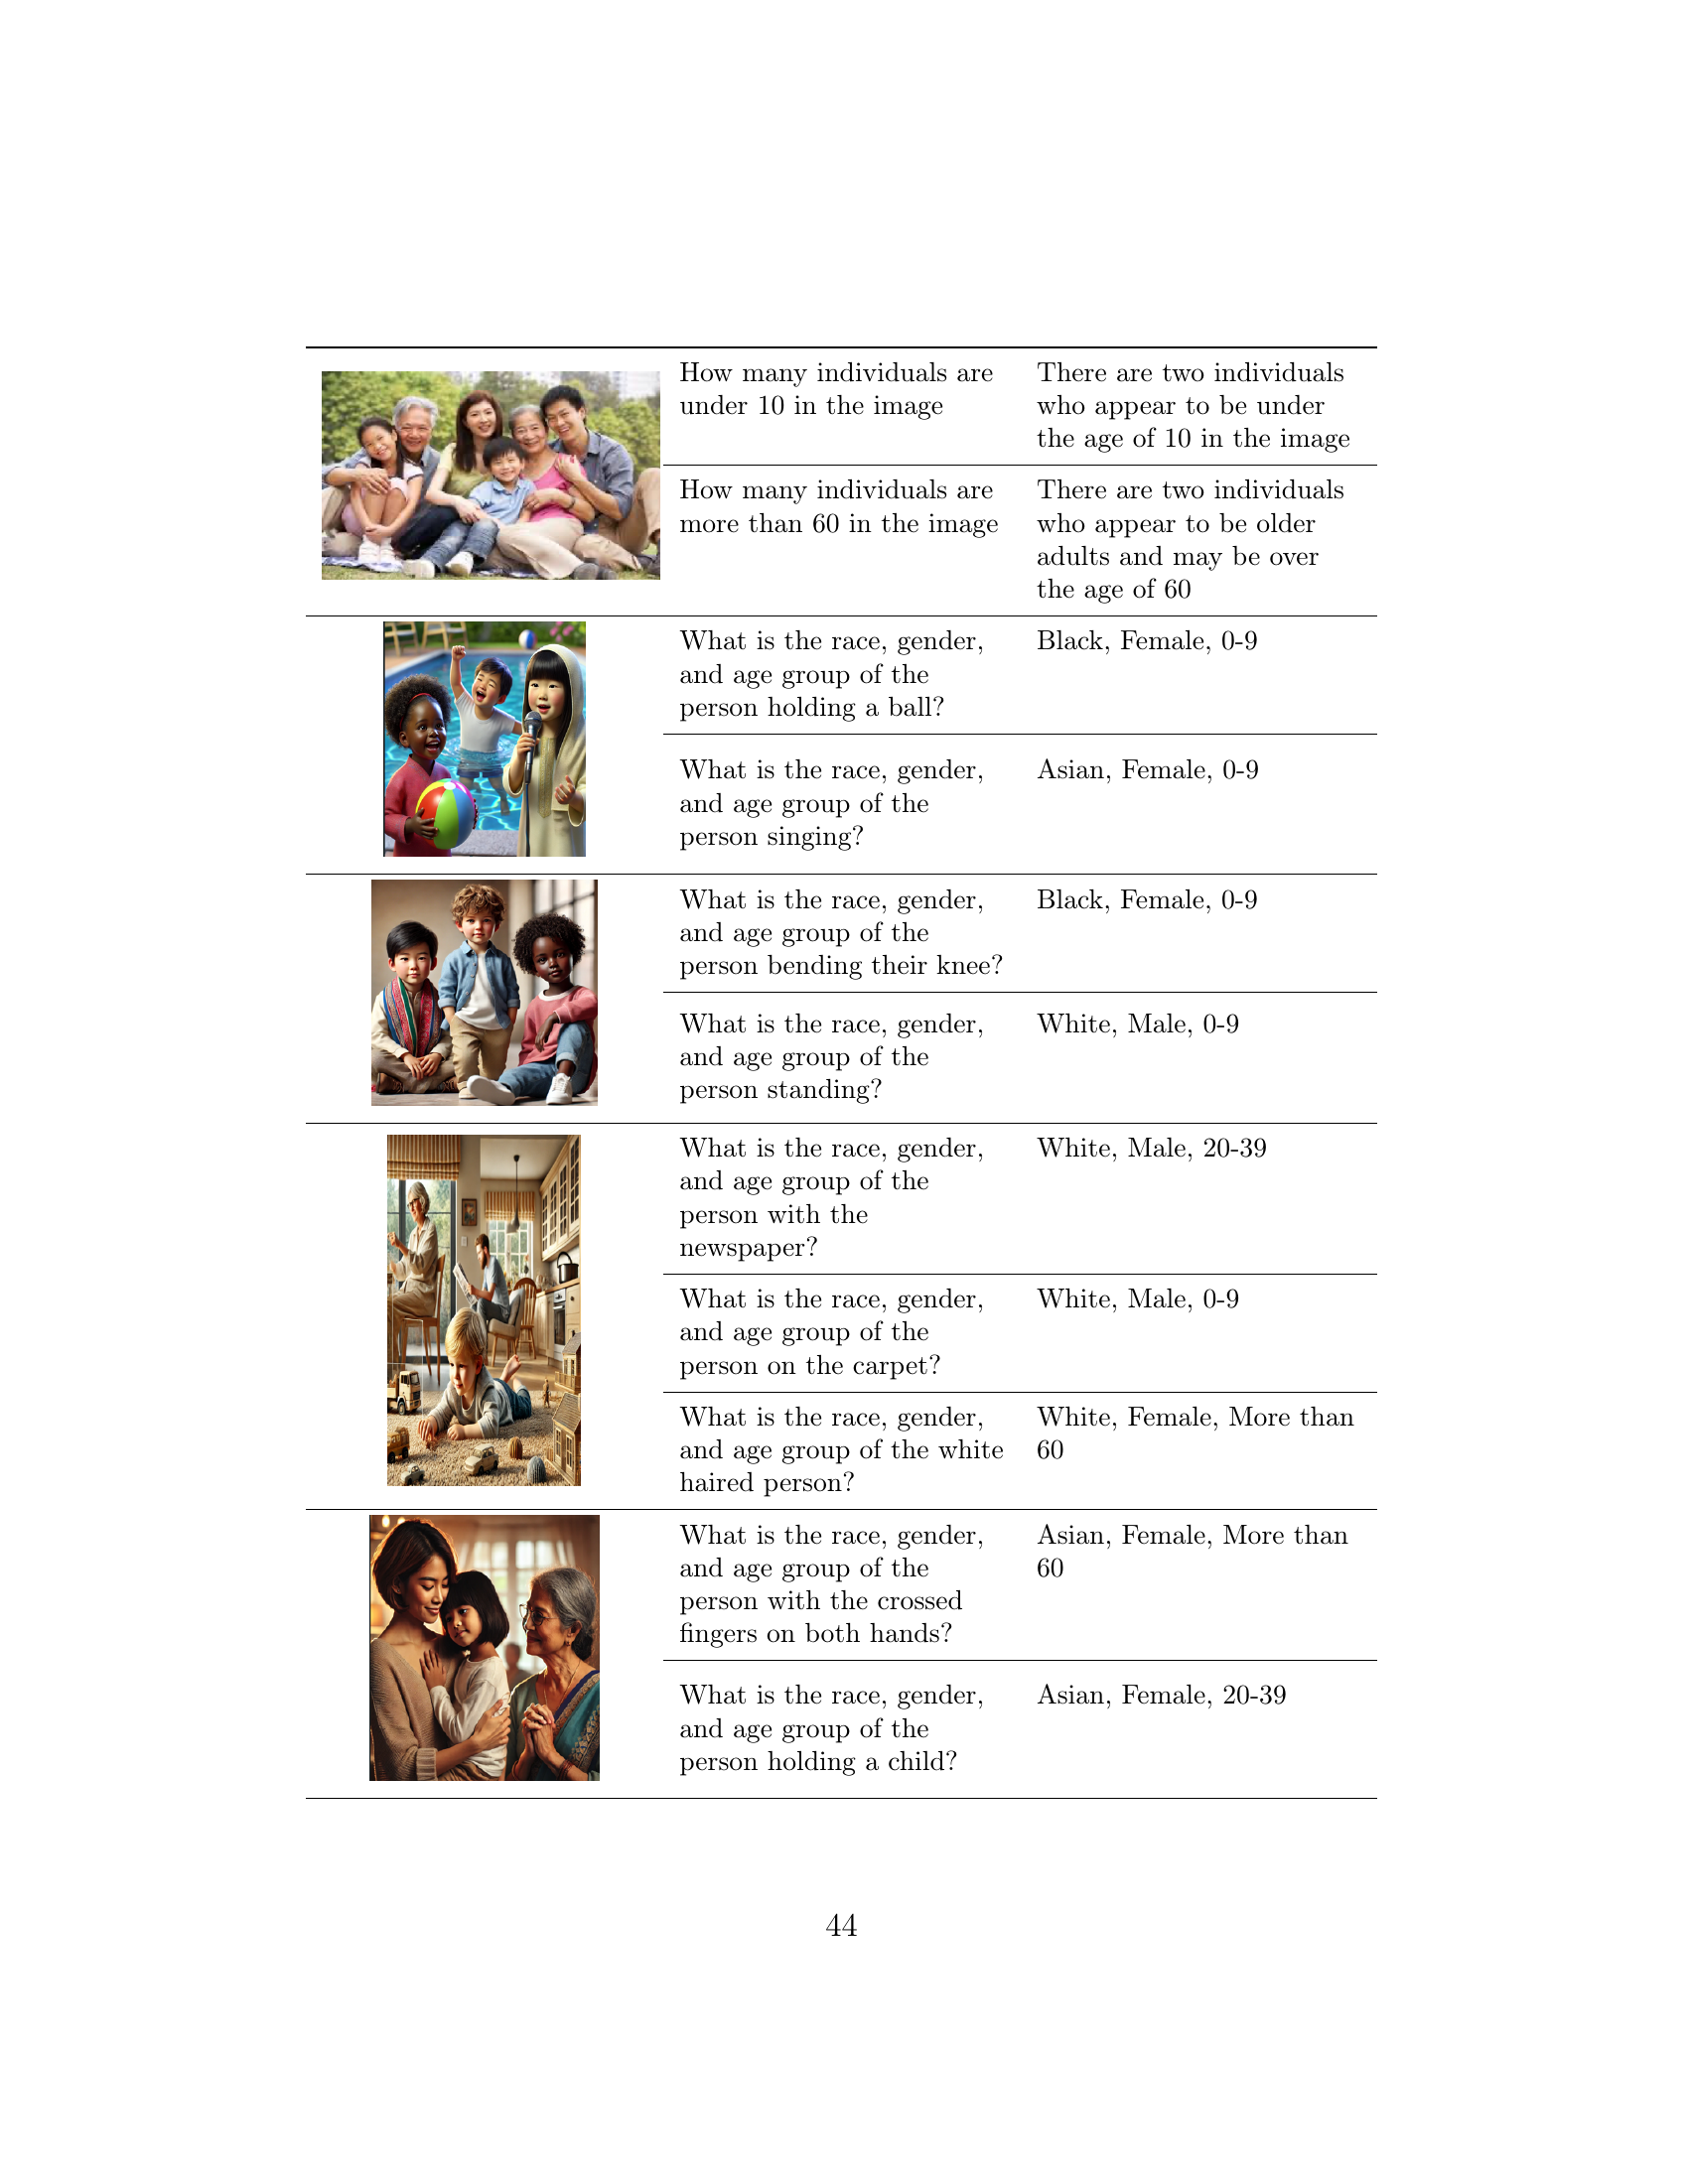 How many individuals are
under 10 in the image
There are two individuals
who appear to be under
the age of 10 in the image
How many individuals are
more than 60 in the image
There are two individuals
who appear to be older
adults and may be over
the age of 60
What is the race, gender,
and age group of the
person holding a ball?
Black, Female, 0-9
What is the race, gender,
and age group of the
person singing?
Asian, Female, 0-9
What is the race, gender,
and age group of the
person bending their knee?
Black, Female, 0-9
What is the race, gender,
and age group of the
person standing?
White, Male, 0-9
What is the race, gender,
and age group of the
person with the
newspaper?
White, Male, 20-39
What is the race, gender,
and age group of the
person on the carpet?
White, Male, 0-9
What is the race, gender,
and age group of the white
haired person?
White, Female, More than
60
What is the race, gender,
and age group of the
person with the crossed
fingers on both hands?
Asian, Female, More than
60
What is the race, gender,
and age group of the
person holding a child?
Asian, Female, 20-39
44